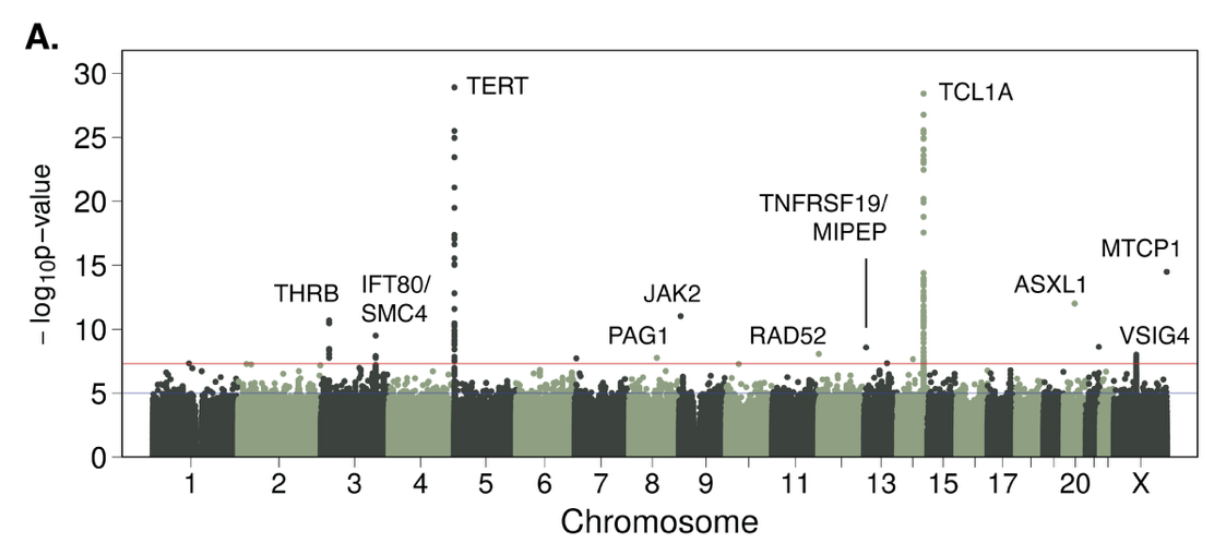 A.
30
25
20
15
10
5
0
− log10p−value
TERT
TCL1A
TNFRSF19/
MIPEP
MTCP1
THRB
IFT80/
SMC4
JAK2
ASXL1
PAG1
RAD52
VSIG4
1 2 3 4 5 6 7 8 9 11 13 15 17 20 X
Chromosome